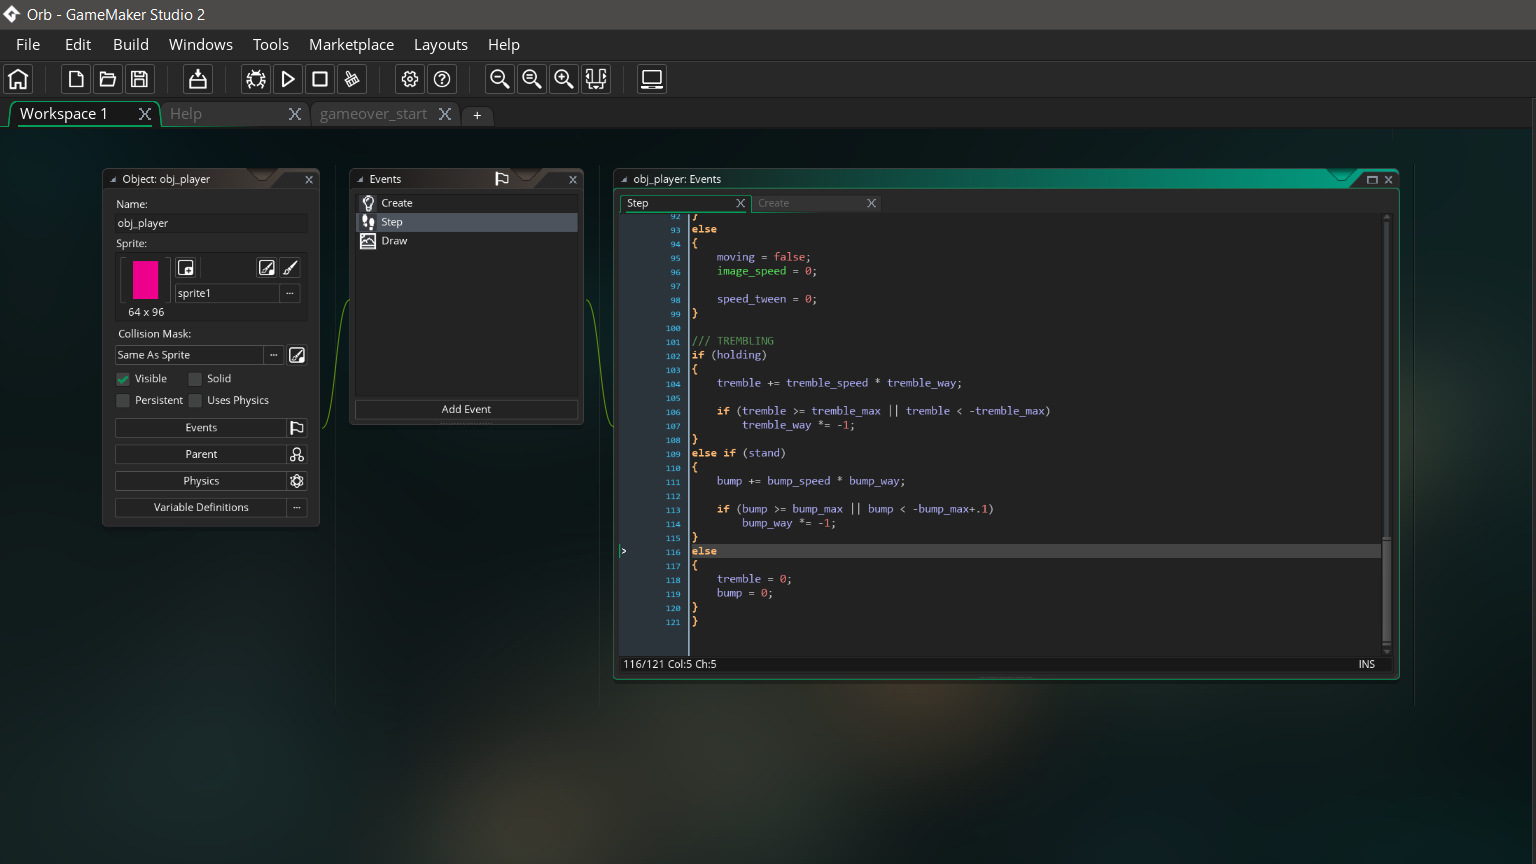 Orb - GameMaker Studio 2
File Edit Build Windows Tools Marketplace Layouts Help
Workspace 1 Help gameover_start +
Object: obj_player
Name:
obj_player
Sprite:
sprite1 ...
64 x 96
Collision Mask:
Same As Sprite ...
Visible Solid
Persistent Uses Physics
Events
Parent
Physics
Variable Definitions ...
Events
Create
Step
Draw
Add Event
obj_player: Events
Step Create
92 }
93 else
94 {
95     moving = false;
96     image_speed = 0;
97
98     speed_tween = 0;
99 }
100
101 /// TREMBLING
102 if (holding)
103 {
104     tremble += tremble_speed * tremble_way;
105
106     if (tremble >= tremble_max || tremble < -tremble_max)
107         tremble_way *= -1;
108 }
109 else if (stand)
110 {
111     bump += bump_speed * bump_way;
112
113     if (bump >= bump_max || bump < -bump_max+.1)
114         bump_way *= -1;
115 }
> 116 else
117 {
118     tremble = 0;
119     bump = 0;
120 }
121 }
116/121 Col:5 Ch:5 INS